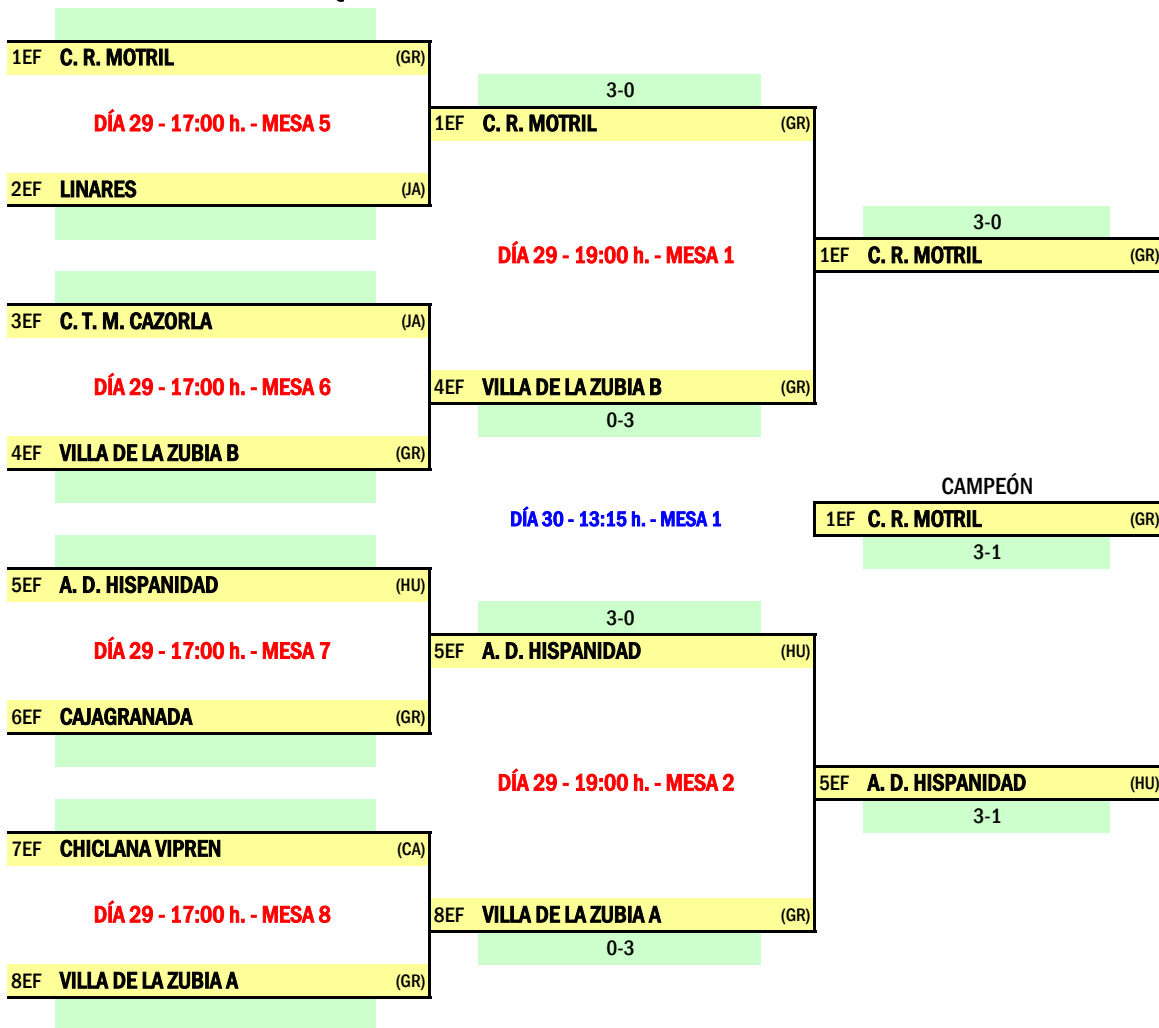 1EF C. R. MOTRIL (GR)
3-0
DÍA 29 - 17:00 h. - MESA 5
1EF C. R. MOTRIL (GR)
2EF LINARES (JA)
3-0
DÍA 29 - 19:00 h. - MESA 1
1EF C. R. MOTRIL (GR)
3EF C. T. M. CAZORLA (JA)
DÍA 29 - 17:00 h. - MESA 6
4EF VILLA DE LA ZUBIA B (GR)
0-3
4EF VILLA DE LA ZUBIA B (GR)
CAMPEÓN
DÍA 30 - 13:15 h. - MESA 1
1EF C. R. MOTRIL (GR)
3-1
5EF A. D. HISPANIDAD (HU)
3-0
DÍA 29 - 17:00 h. - MESA 7
5EF A. D. HISPANIDAD (HU)
6EF CAJAGRANADA (GR)
DÍA 29 - 19:00 h. - MESA 2
5EF A. D. HISPANIDAD (HU)
3-1
7EF CHICLANA VIPREN (CA)
DÍA 29 - 17:00 h. - MESA 8
8EF VILLA DE LA ZUBIA A (GR)
0-3
8EF VILLA DE LA ZUBIA A (GR)